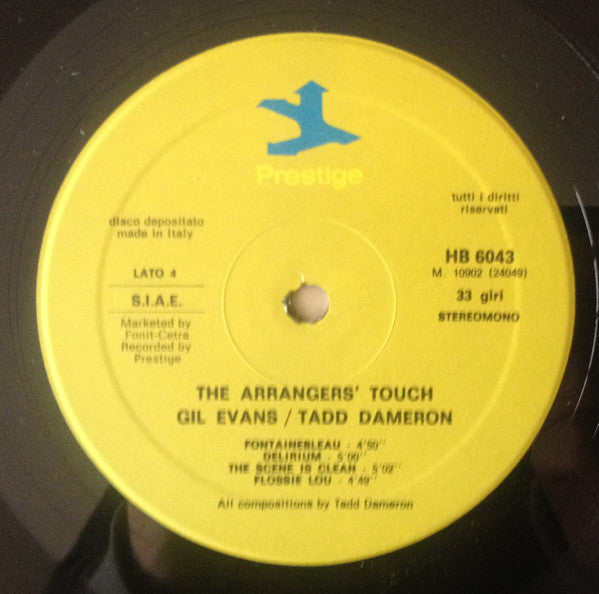 Prestige
tutti i diritti
riservati
disco depositato
made in Italy
HB 6043
M. 10902 (24049)
LATO 4
33 giri
S.I.A.E.
STEREOMONO
Marketed by
Fonit-Cetra
Recorded by
Prestige
THE ARRANGERS' TOUCH
GIL EVANS / TADD DAMERON
FONTAINEBLEAU - 4'50''
DELIRIUM - 5'00''
THE SCENE IS CLEAN - 5'02''
FLOSSIE LOU - 4'49''
All compositions by Tadd Dameron